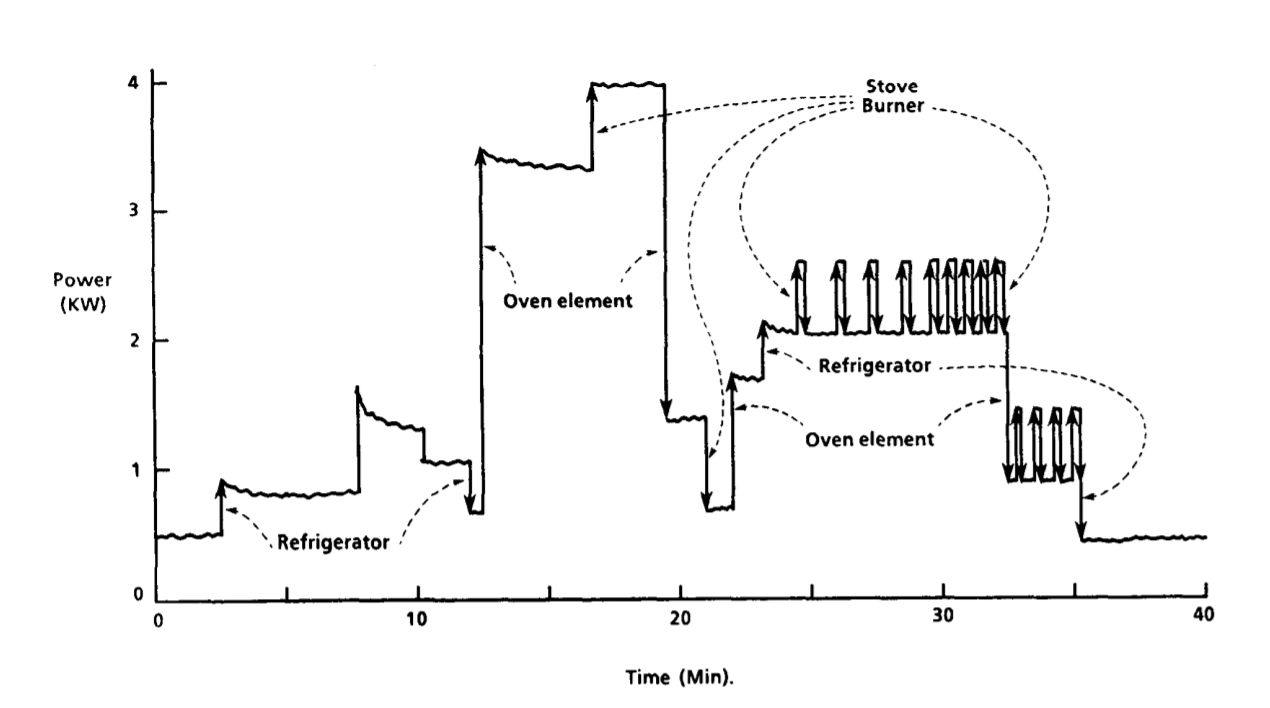 4
Stove
Burner
3
Power
(KW)
Oven element
2
Refrigerator
Oven element
1
Refrigerator
0
0
10
20
30
40
Time (Min).